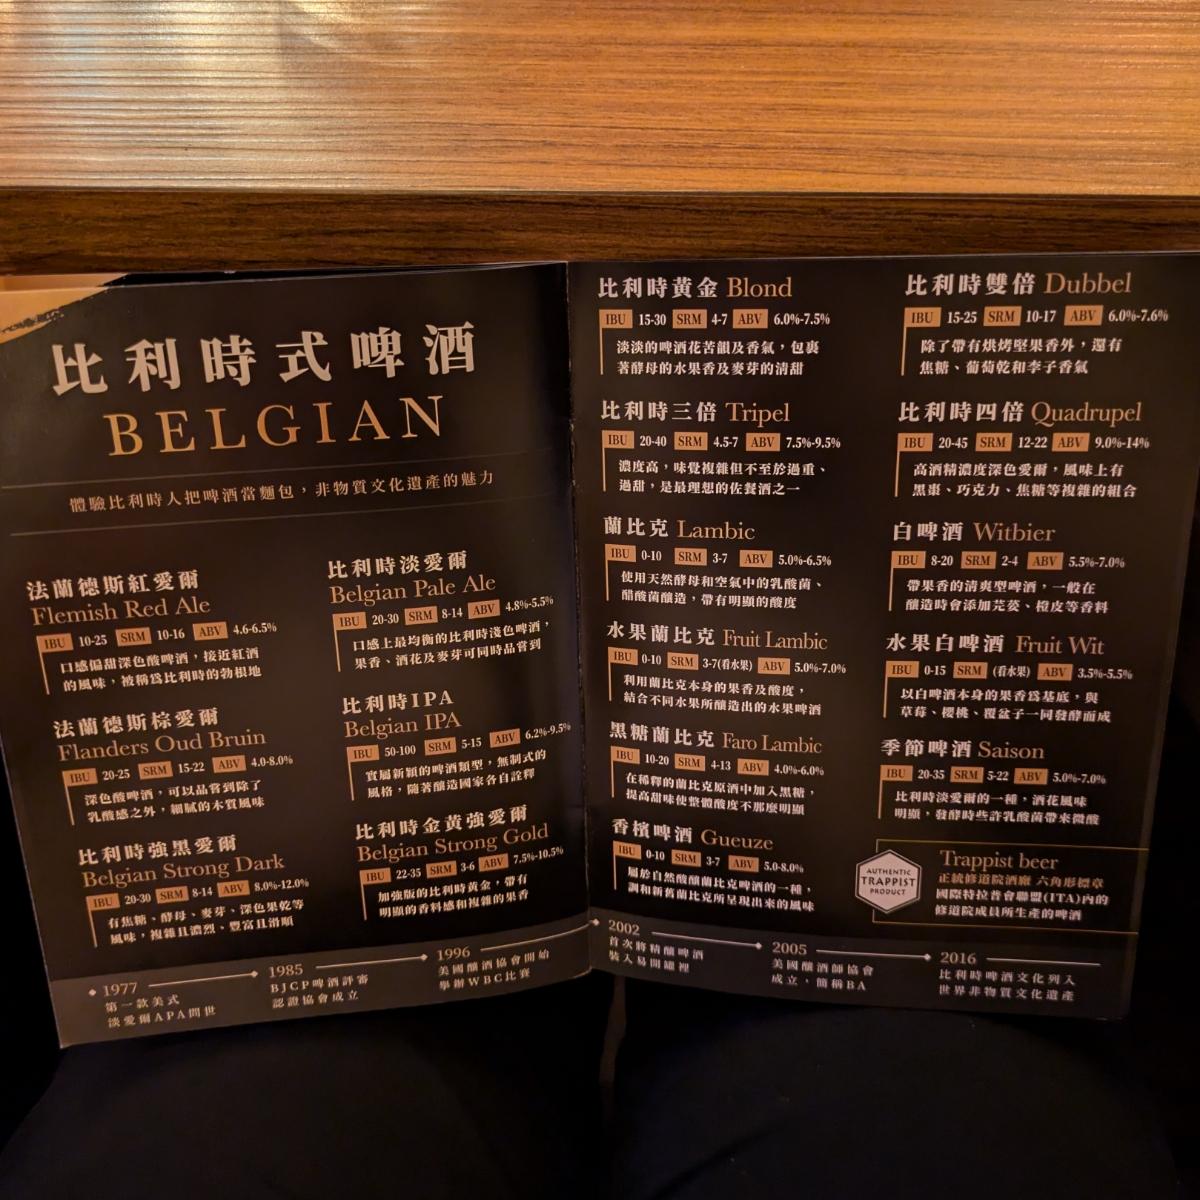 比利時式啤酒
BELGIAN
體驗比利時人把啤酒當麵包，非物質文化遺產的魅力
法蘭德斯紅愛爾
Flemish Red Ale
IBU 10-25 SRM 10-16 ABV 4.6-6.5%
口感偏甜深色酸啤酒，接近紅酒
的風味，被稱為比利時的勃根地
法蘭德斯棕愛爾
Flanders Oud Bruin
IBU 20-25 SRM 15-22 ABV 4.0-8.0%
深色酸啤酒，可以品嘗到除了
乳酸感之外，細膩的木質風味
比利時強黑愛爾
Belgian Strong Dark
IBU 20-30 SRM 8-14 ABV 8.0%-12.0%
有焦糖、酵母、麥芽、深色果乾等
風味，複雜且濃烈、豐富且滑順
比利時淡愛爾
Belgian Pale Ale
IBU 20-30 SRM 8-14 ABV 4.8%-5.5%
口感上最均衡的比利時淺色啤酒，
果香、酒花及麥芽可同時品嘗到
比利時IPA
Belgian IPA
IBU 50-100 SRM 5-15 ABV 6.2%-9.5%
實屬新穎的啤酒類型，無制式的
風格，隨著釀造國家各自詮釋
比利時金黃強愛爾
Belgian Strong Gold
IBU 22-35 SRM 3-6 ABV 7.5%-10.5%
加強版的比利時黃金，帶有
明顯的香料感和複雜的果香
比利時黃金 Blond
IBU 15-30 SRM 4-7 ABV 6.0%-7.5%
淡淡的啤酒花苦韻及香氣，包裹
著酵母的水果香及麥芽的清甜
比利時三倍 Tripel
IBU 20-40 SRM 4.5-7 ABV 7.5%-9.5%
濃度高，味覺複雜但不至於過重、
過甜，是最理想的佐餐酒之一
蘭比克 Lambic
IBU 0-10 SRM 3-7 ABV 5.0%-6.5%
使用天然酵母和空氣中的乳酸菌、
醋酸菌釀造，帶有明顯的酸度
水果蘭比克 Fruit Lambic
IBU 0-10 SRM 3-7(看水果) ABV 5.0%-7.0%
利用蘭比克本身的果香及酸度，
結合不同水果所釀造出的水果啤酒
黑糖蘭比克 Faro Lambic
IBU 10-20 SRM 4-13 ABV 4.0%-6.0%
在稀釋的蘭比克原酒中加入黑糖，
提高甜味使整體酸度不那麼明顯
香檳啤酒 Gueuze
IBU 0-10 SRM 3-7 ABV 5.0-8.0%
屬於自然酸釀蘭比克啤酒的一種，
調和新舊蘭比克所呈現出來的風味
比利時雙倍 Dubbel
IBU 15-25 SRM 10-17 ABV 6.0%-7.6%
除了帶有烘烤堅果香外，還有
焦糖、葡萄乾和李子香氣
比利時四倍 Quadrupel
IBU 20-45 SRM 12-22 ABV 9.0%-14%
高酒精濃度深色愛爾，風味上有
黑棗、巧克力、焦糖等複雜的組合
白啤酒 Witbier
IBU 8-20 SRM 2-4 ABV 5.5%-7.0%
帶果香的清爽型啤酒，一般在
釀造時會添加芫荽、橙皮等香料
水果白啤酒 Fruit Wit
IBU 0-15 SRM (看水果) ABV 3.5%-5.5%
以白啤酒本身的果香為基底，與
草莓、櫻桃、覆盆子一同發酵而成
季節啤酒 Saison
IBU 20-35 SRM 5-22 ABV 5.0%-7.0%
比利時淡愛爾的一種，酒花風味
明顯，發酵時些許乳酸菌帶來微酸
AUTHENTIC
TRAPPIST
PRODUCT
Trappist beer
正統修道院酒廠 六角形標章
國際特拉普會聯盟(ITA)內的
修道院成員所生產的啤酒
1977
第一款美式
淡愛爾APA問世
1985
BJCP啤酒評審
認證協會成立
1996
美國釀酒協會開始
舉辦WBC比賽
2002
首次將精釀啤酒
裝入易開罐裡
2005
美國釀酒師協會
成立，簡稱BA
2016
比利時啤酒文化列入
世界非物質文化遺產